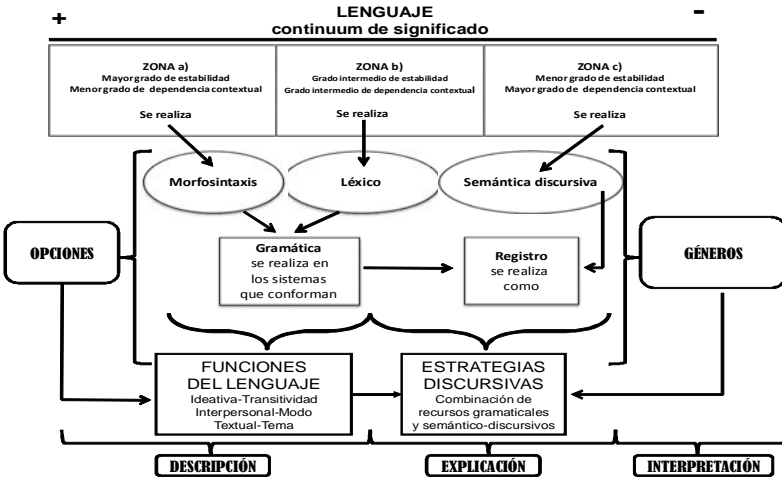 +
LENGUAJE
-
continuum de significado
ZONA a)
Mayor grado de estabilidad
Menor grado de dependencia contextual
Se realiza
ZONA b)
Grado intermedio de estabilidad
Grado intermedio de dependencia contextual
Se realiza
ZONA c)
Menor grado de estabilidad
Mayor grado de dependencia contextual
Se realiza
Morfosintaxis
Léxico
Semántica discursiva
OPCIONES
Gramática
se realiza en
los sistemas
que conforman
Registro
se realiza
como
GÉNEROS
FUNCIONES
DEL LENGUAJE
Ideativa-Transitividad
Interpersonal-Modo
Textual-Tema
ESTRATEGIAS
DISCURSIVAS
Combinación de
recursos gramaticales
y semántico-discursivos
DESCRIPCIÓN
EXPLICACIÓN
INTERPRETACIÓN